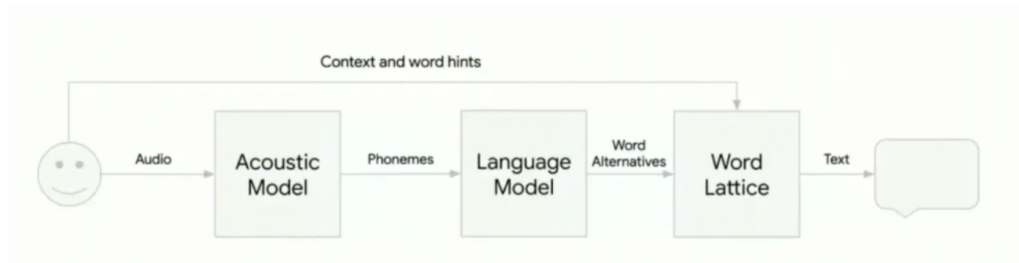 Context and word hints
Audio
Acoustic
Model
Phonemes
Language
Model
Word
Alternatives
Word
Lattice
Text